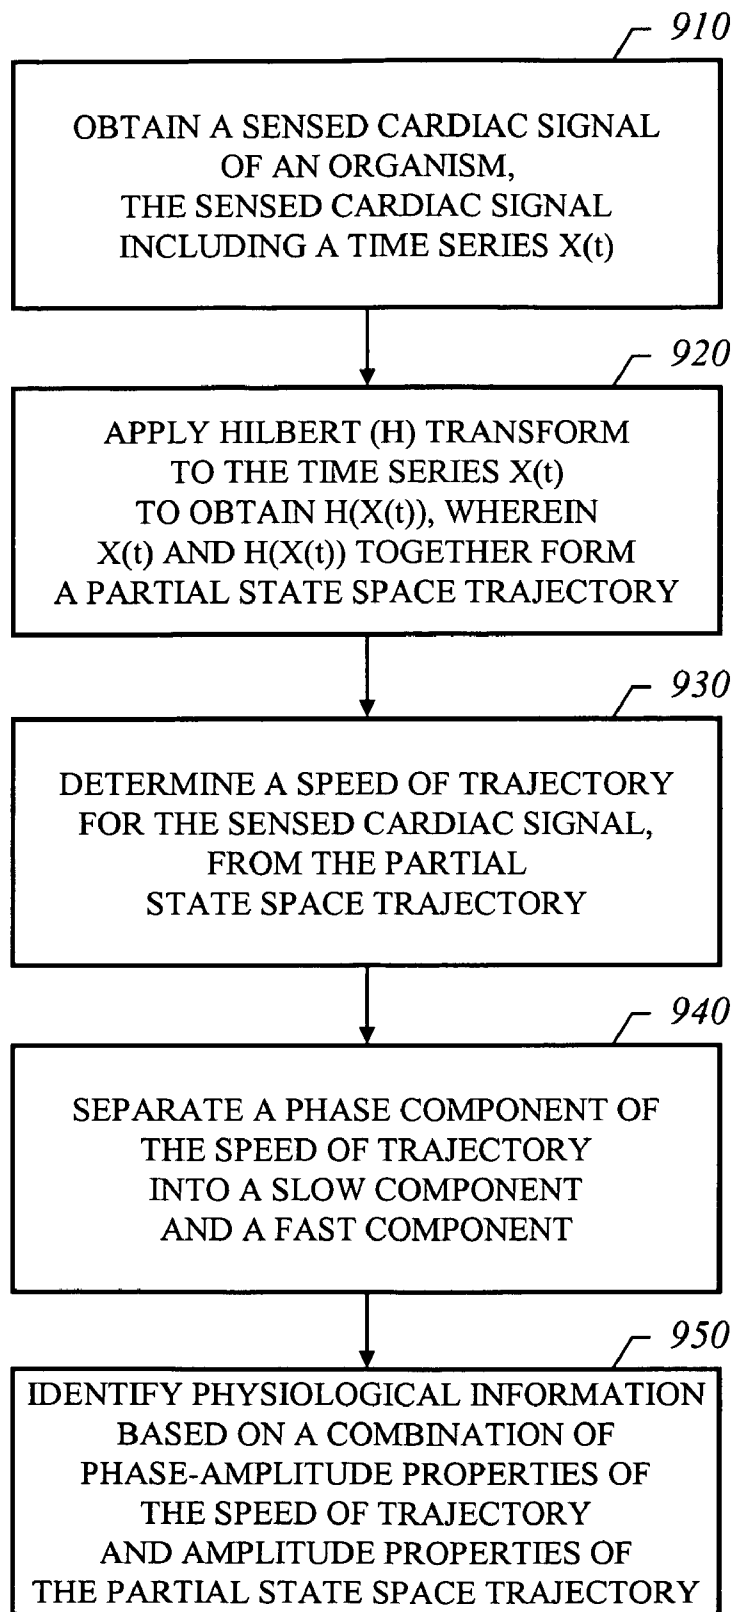 910
OBTAIN A SENSED CARDIAC SIGNAL
OF AN ORGANISM,
THE SENSED CARDIAC SIGNAL
INCLUDING A TIME SERIES X(t)
920
APPLY HILBERT (H) TRANSFORM
TO THE TIME SERIES X(t)
TO OBTAIN H(X(t)), WHEREIN
X(t) AND H(X(t)) TOGETHER FORM
A PARTIAL STATE SPACE TRAJECTORY
930
DETERMINE A SPEED OF TRAJECTORY
FOR THE SENSED CARDIAC SIGNAL,
FROM THE PARTIAL
STATE SPACE TRAJECTORY
940
SEPARATE A PHASE COMPONENT OF
THE SPEED OF TRAJECTORY
INTO A SLOW COMPONENT
AND A FAST COMPONENT
950
IDENTIFY PHYSIOLOGICAL INFORMATION
BASED ON A COMBINATION OF
PHASE-AMPLITUDE PROPERTIES OF
THE SPEED OF TRAJECTORY
AND AMPLITUDE PROPERTIES OF
THE PARTIAL STATE SPACE TRAJECTORY